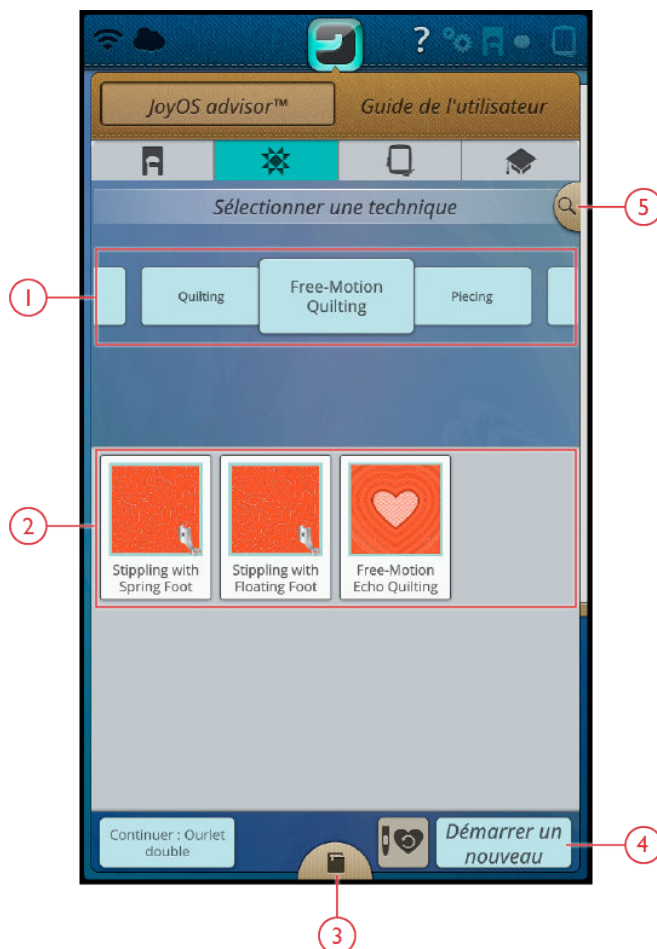 ?
JoyOS advisor™
Guide de l'utilisateur
Sélectionner une technique
5
1
Quilting
Free-Motion
Quilting
Piecing
2
Stippling with
Spring Foot
Stippling with
Floating Foot
Free-Motion
Echo Quilting
Continuer : Ourlet
double
Démarrer un
nouveau
4
3